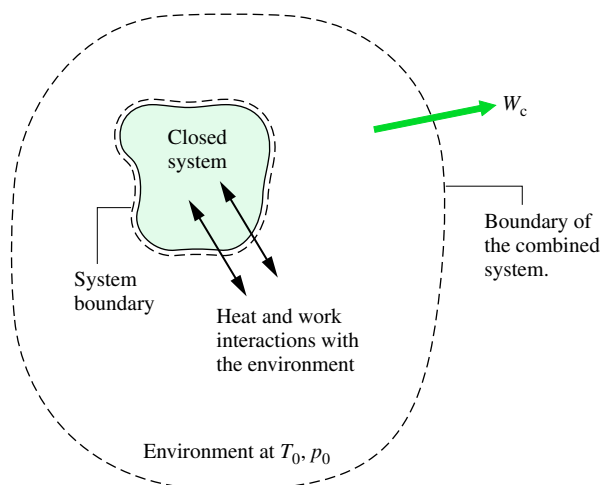 Closed
system
W_c
Boundary of
the combined
system.
System
boundary
Heat and work
interactions with
the environment
Environment at T_0, p_0